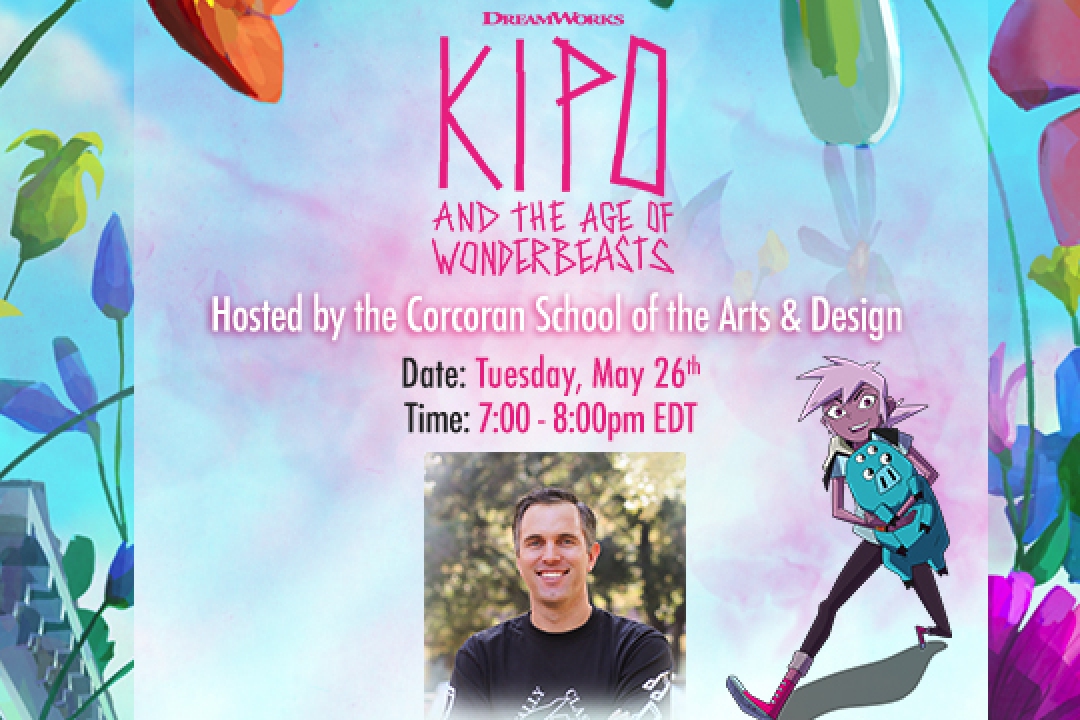 DREAMWORKS
KIPO
AND THE AGE OF
WONDERBEASTS
Hosted by the Corcoran School of the Arts & Design
Date: Tuesday, May 26th
Time: 7:00 - 8:00pm EDT